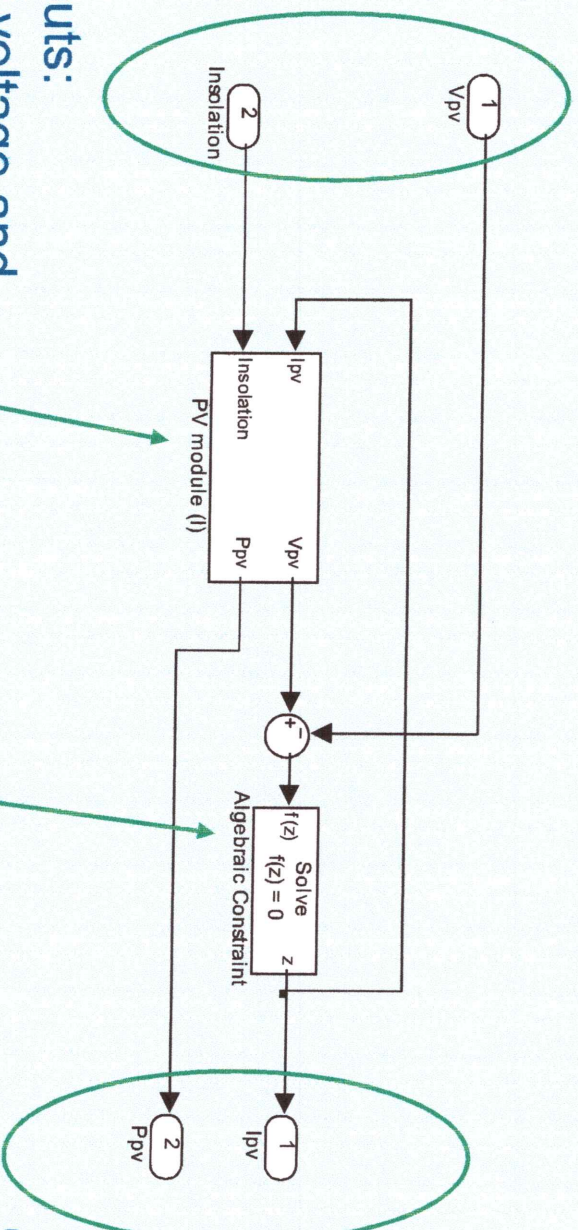 1
Vpv
2
Insolation
Ipv
Insolation
Vpv
Ppv
PV module (I)
+
−
f(z)
Solve
f(z) = 0
z
Algebraic Constraint
1
Ipv
2
Ppv
uts:
voltage and